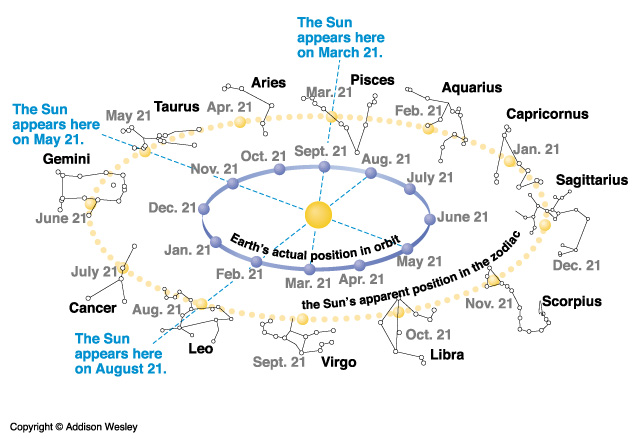 The Sun
appears here
on March 21.
Aries
Pisces
Aquarius
Taurus
Mar. 21
Apr. 21
Feb. 21
Capricornus
The Sun
appears here
on May 21.
May 21
Jan. 21
Gemini
Oct. 21
Sept. 21
Aug. 21
Nov. 21
July 21
Sagittarius
June 21
Dec. 21
June 21
Earth's actual position in orbit
Jan. 21
May 21
Dec. 21
July 21
Feb. 21
Mar. 21
Apr. 21
the Sun's apparent position in the zodiac
Cancer
Aug. 21
Nov. 21
Scorpius
The Sun
appears here
on August 21.
Leo
Oct. 21
Sept. 21
Virgo
Libra
Copyright © Addison Wesley